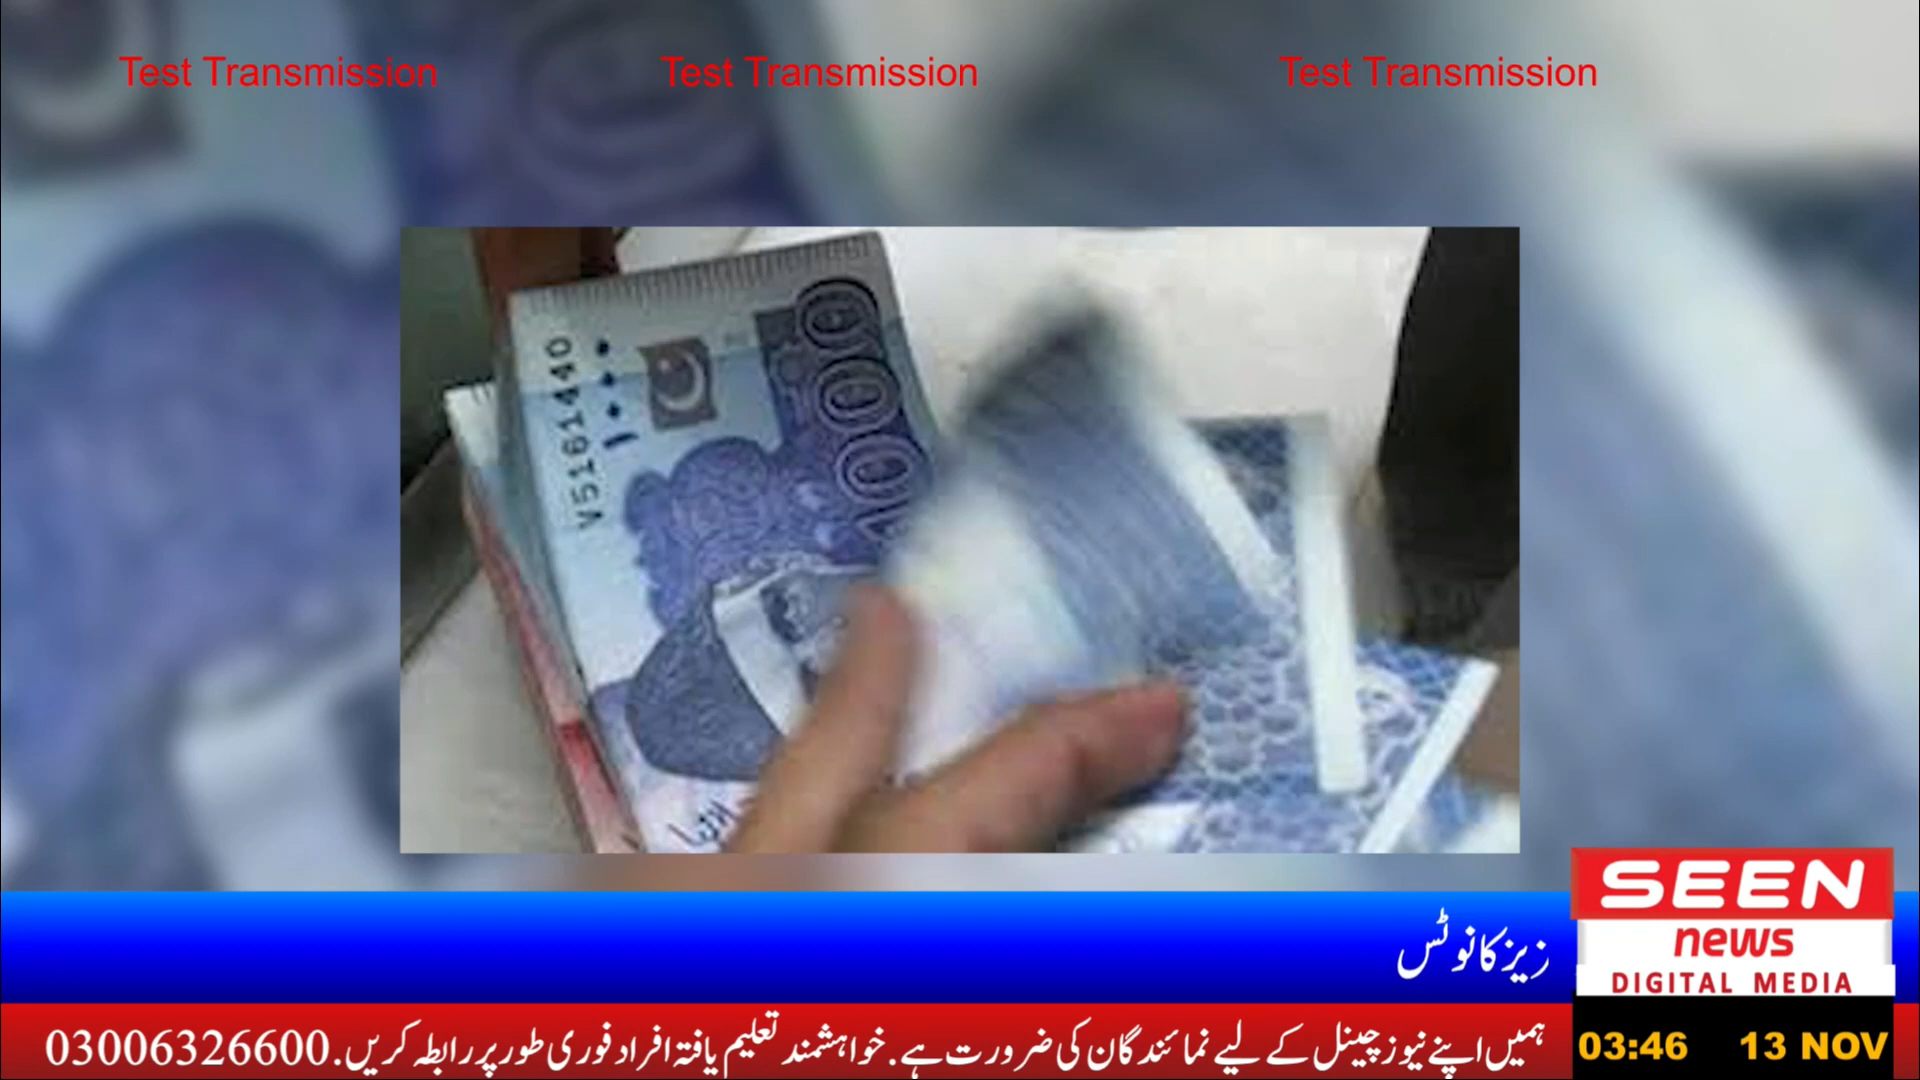 Test Transmission Test Transmission Test Transmission
1000
V5161440
۱۰۰۰
SEEN
news
DIGITAL MEDIA
زیز کا نوٹس
ہمیں اپنے نیوز چینل کے لیے نمائندگان کی ضرورت ہے. خواہشمند تعلیم یافتہ افراد فوری طور پر رابطہ کریں.03006326600
03:46 13 NOV